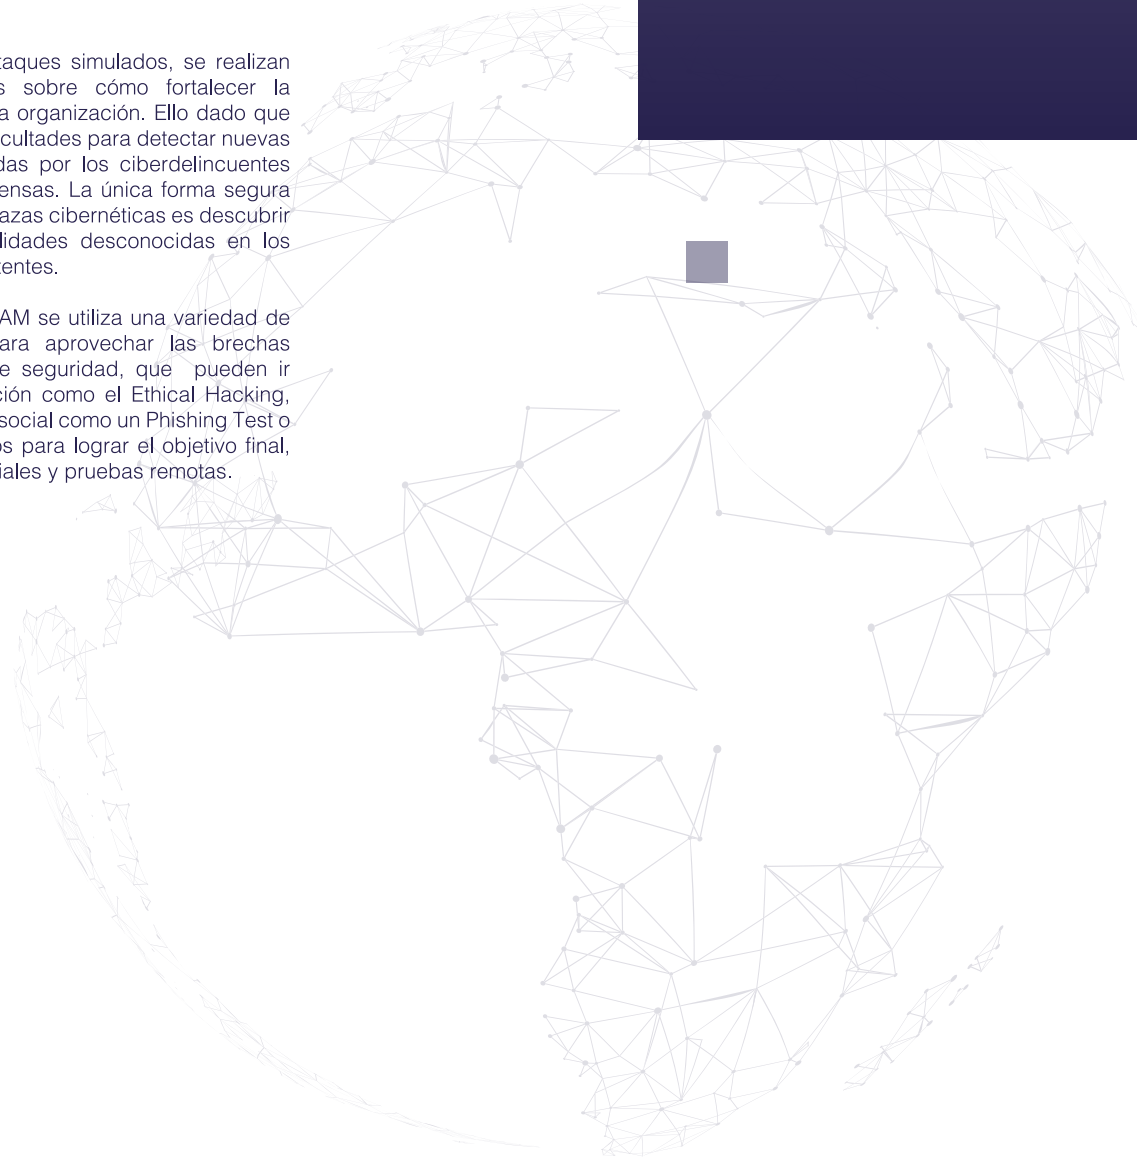 taques simulados, se realizan
s sobre cómo fortalecer la
a organización. Ello dado que
cultades para detectar nuevas
das por los ciberdelincuentes
ensas. La única forma segura
azas cibernéticas es descubrir
lidades desconocidas en los
tentes.
AM se utiliza una variedad de
ara aprovechar las brechas
e seguridad, que pueden ir
ción como el Ethical Hacking,
social como un Phishing Test o
os para lograr el objetivo final,
iales y pruebas remotas.